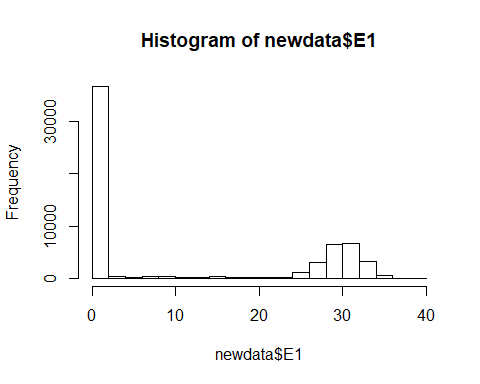 Histogram of newdata$E1
Frequency
30000
10000
0
0 10 20 30 40
newdata$E1